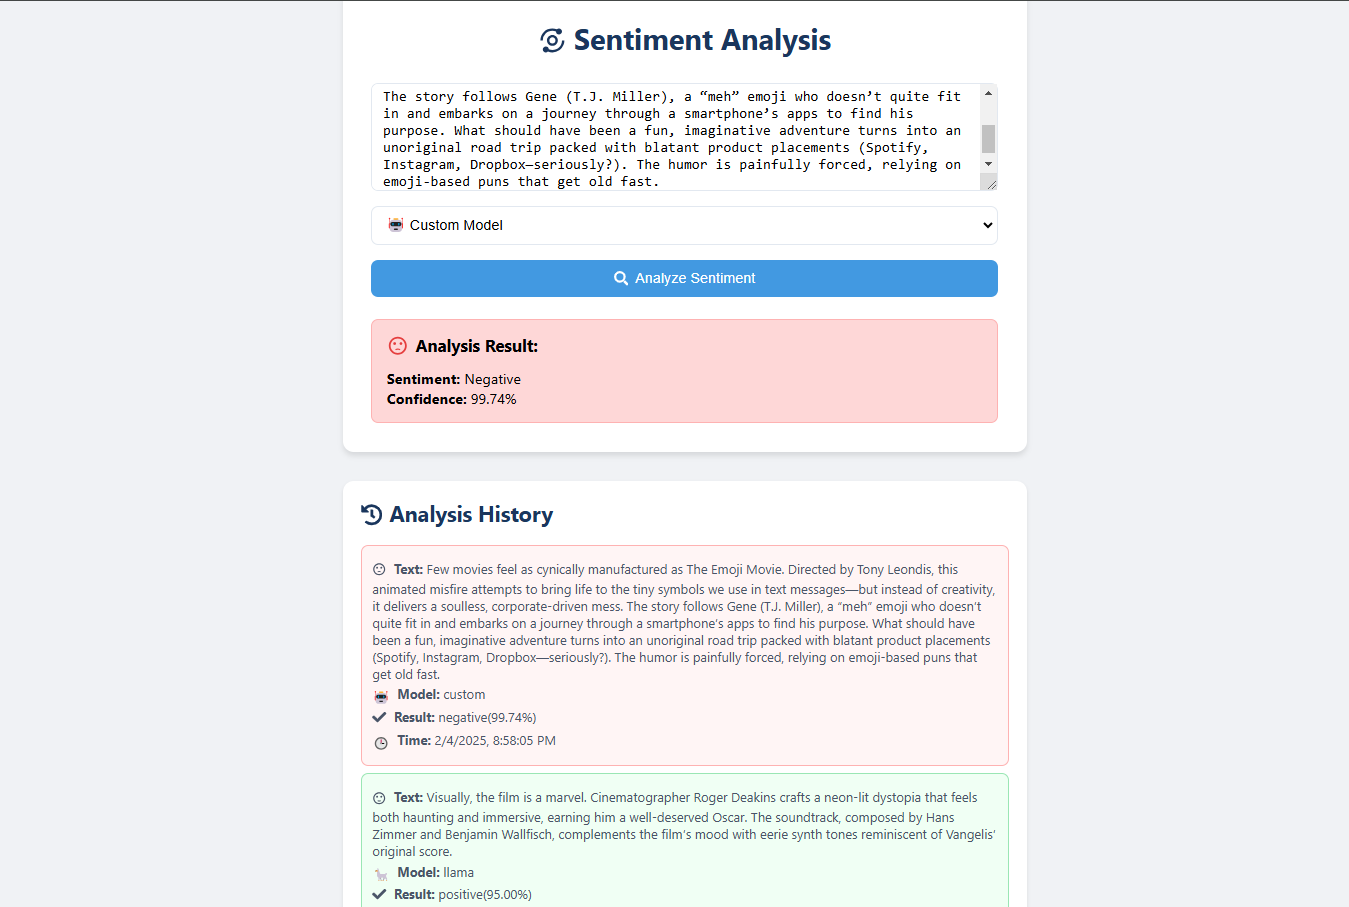 Sentiment Analysis
The story follows Gene (T.J. Miller), a “meh” emoji who doesn’t quite fit
in and embarks on a journey through a smartphone’s apps to find his
purpose. What should have been a fun, imaginative adventure turns into an
unoriginal road trip packed with blatant product placements (Spotify,
Instagram, Dropbox—seriously?). The humor is painfully forced, relying on
emoji-based puns that get old fast.
Custom Model
Analyze Sentiment
Analysis Result:
Sentiment: Negative
Confidence: 99.74%
Analysis History
Text: Few movies feel as cynically manufactured as The Emoji Movie. Directed by Tony Leondis, this
animated misfire attempts to bring life to the tiny symbols we use in text messages—but instead of creativity,
it delivers a soulless, corporate-driven mess. The story follows Gene (T.J. Miller), a “meh” emoji who doesn’t
quite fit in and embarks on a journey through a smartphone’s apps to find his purpose. What should have
been a fun, imaginative adventure turns into an unoriginal road trip packed with blatant product placements
(Spotify, Instagram, Dropbox—seriously?). The humor is painfully forced, relying on emoji-based puns that
get old fast.
Model: custom
Result: negative(99.74%)
Time: 2/4/2025, 8:58:05 PM
Text: Visually, the film is a marvel. Cinematographer Roger Deakins crafts a neon-lit dystopia that feels
both haunting and immersive, earning him a well-deserved Oscar. The soundtrack, composed by Hans
Zimmer and Benjamin Wallfisch, complements the film’s mood with eerie synth tones reminiscent of Vangelis’
original score.
Model: llama
Result: positive(95.00%)